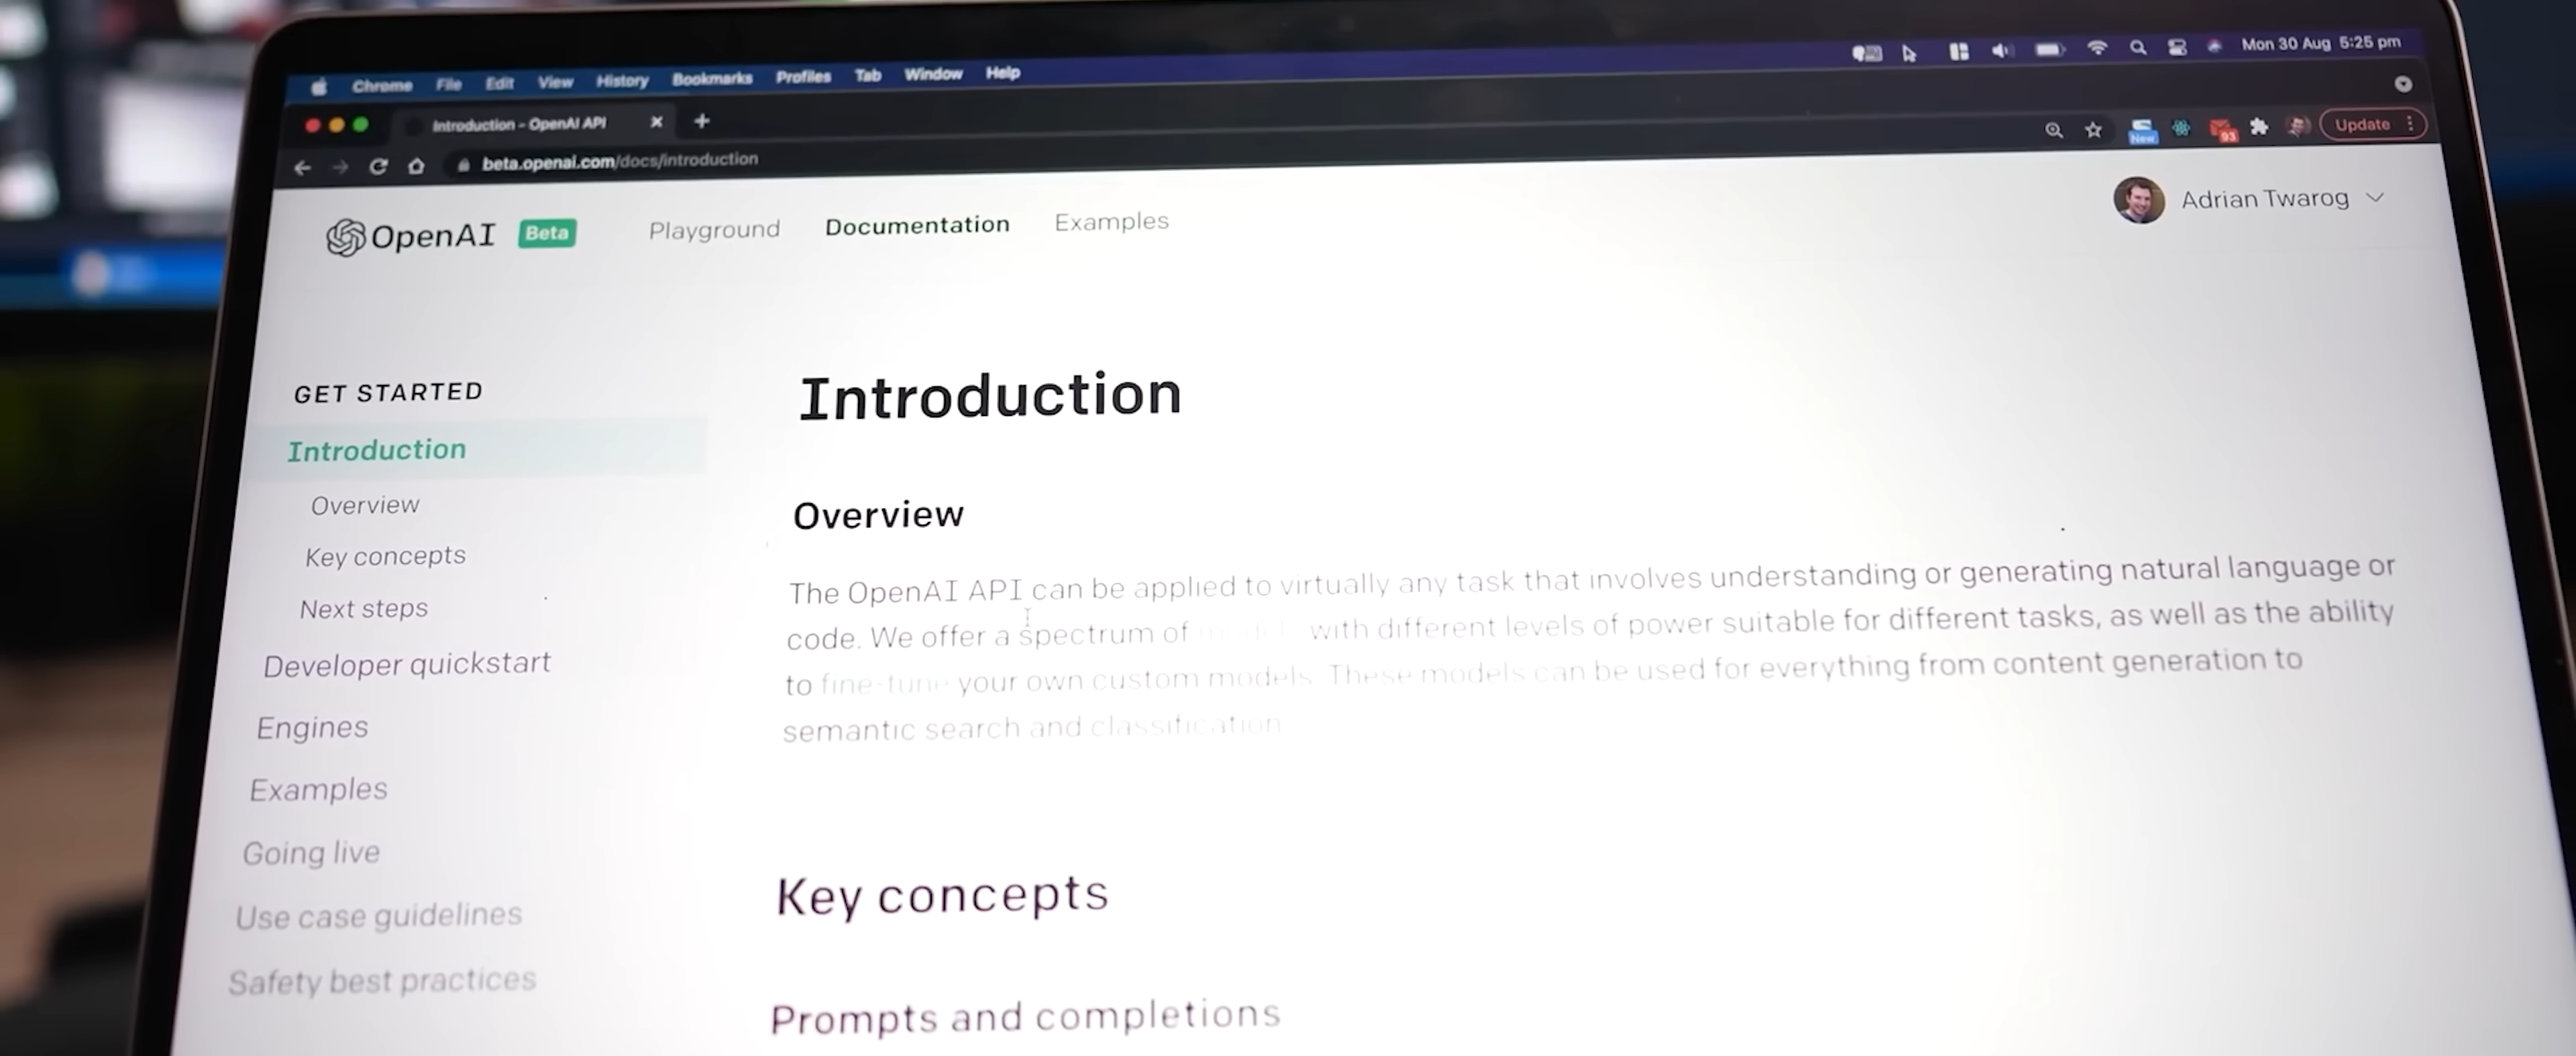 Chrome File Edit View History Bookmarks Profiles Tab Window Help Mon 30 Aug 5:25 pm
Introduction - OpenAI API
beta.openai.com/docs/introduction New 93 Update
OpenAI Beta Playground Documentation Examples Adrian Twarog
GET STARTED
Introduction
Overview
Key concepts
Next steps
Developer quickstart
Engines
Examples
Going live
Use case guidelines
Safety best practices
Introduction
Overview
The OpenAI API can be applied to virtually any task that involves understanding or generating natural language or
code. We offer a spectrum of with different levels of power suitable for different tasks, as well as the ability
to fine-tune your own custom models. These models can be used for everything from content generation to
semantic search and classification
Key concepts
Prompts and completions